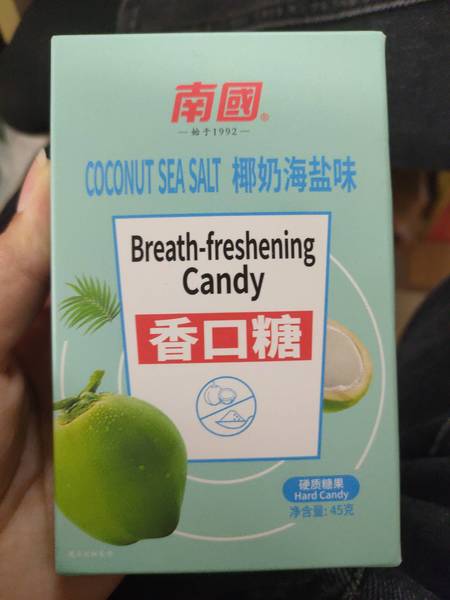 南國®
—始于1992—
COCONUT SEA SALT 椰奶海盐味
Breath-freshening
Candy
香口糖
硬质糖果
Hard Candy
净含量: 45克